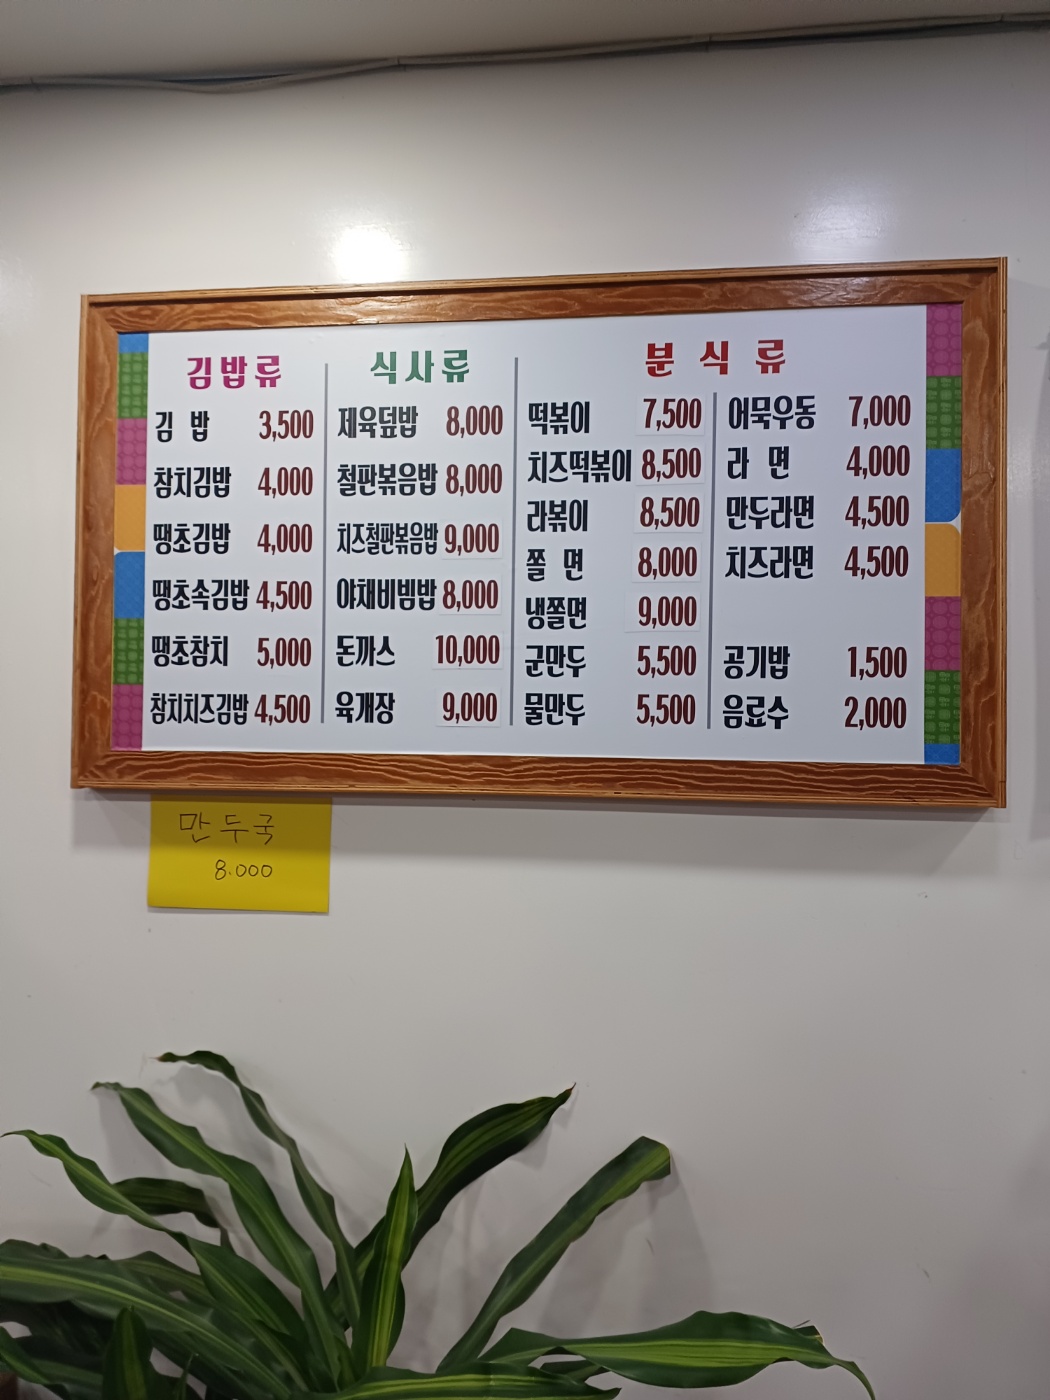 김밥류
김 밥 3,500
참치김밥 4,000
땡초김밥 4,000
땡초속김밥 4,500
땡초참치 5,000
참치치즈김밥 4,500
식사류
제육덮밥 8,000
철판볶음밥 8,000
치즈철판볶음밥 9,000
야채비빔밥 8,000
돈까스 10,000
육개장 9,000
분 식 류
떡볶이 7,500
치즈떡볶이 8,500
라볶이 8,500
쫄 면 8,000
냉쫄면 9,000
군만두 5,500
물만두 5,500
어묵우동 7,000
라 면 4,000
만두라면 4,500
치즈라면 4,500
공기밥 1,500
음료수 2,000
만두국
8.000